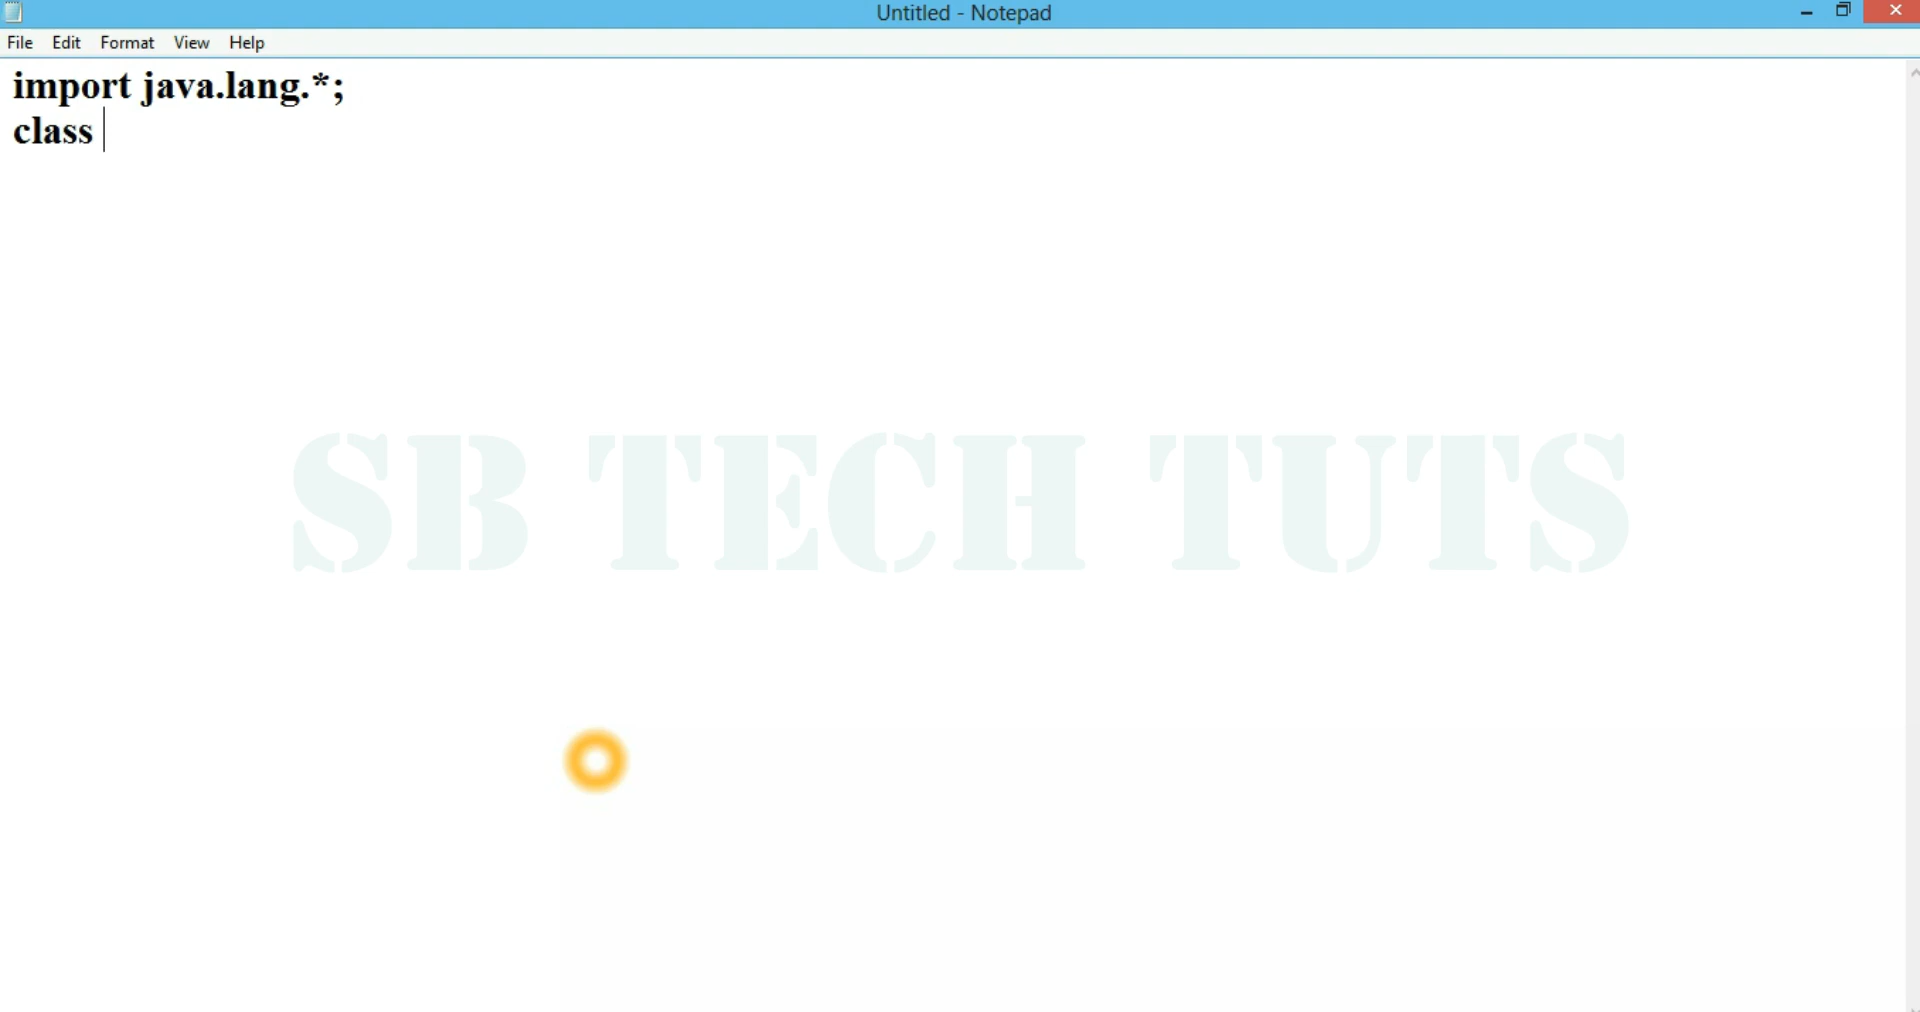 Untitled - Notepad
File Edit Format View Help
import java.lang.*;
class
SB TECH TUTS